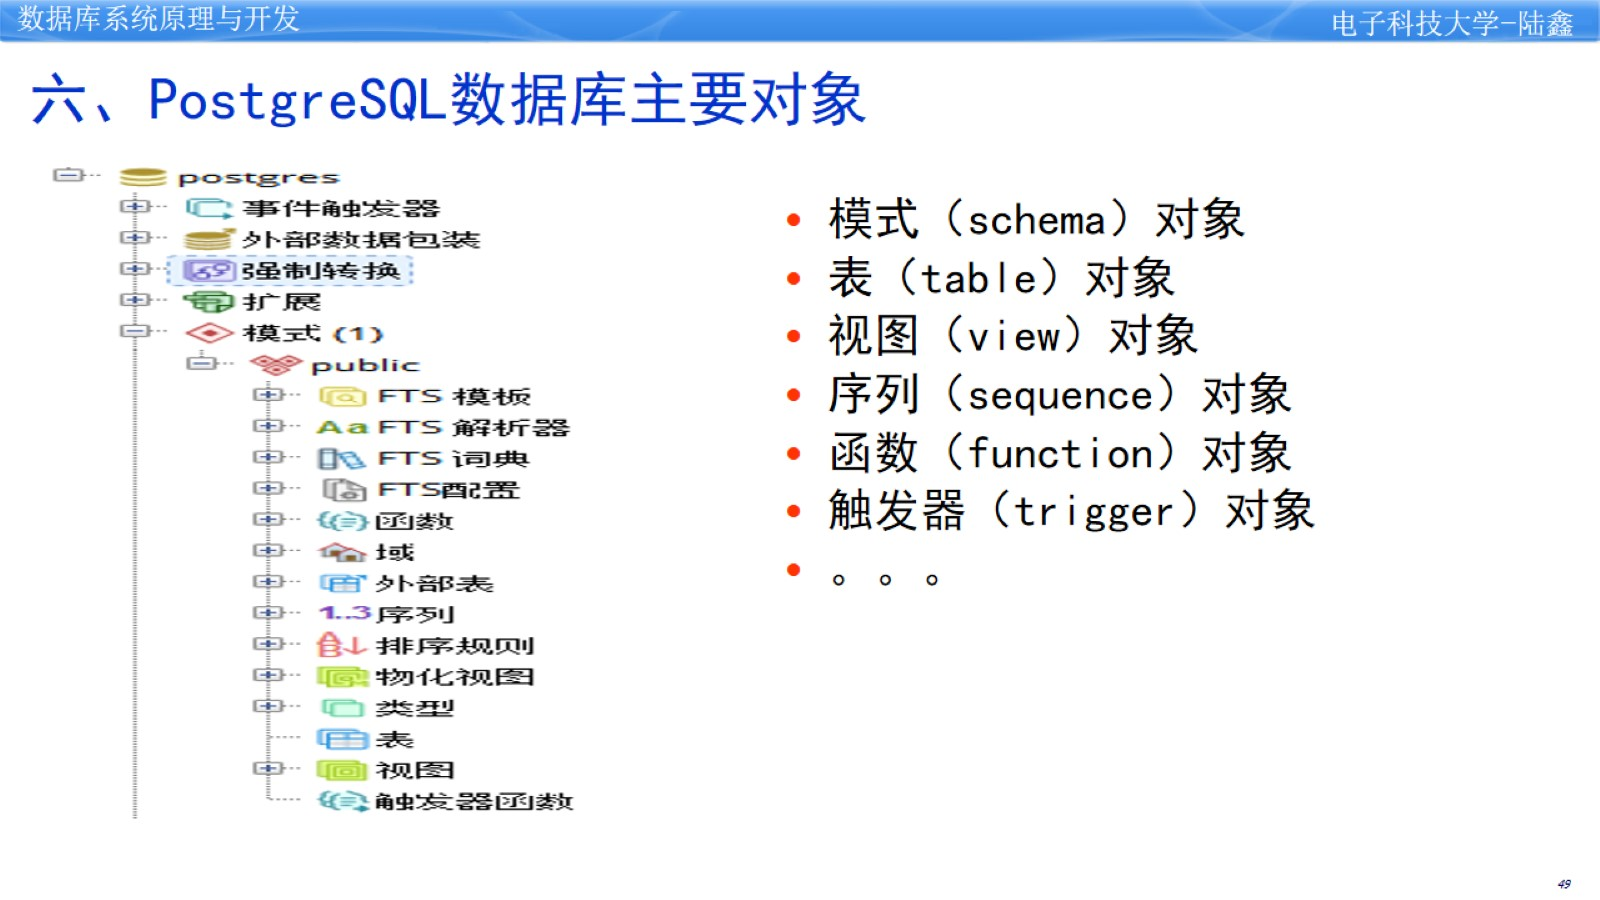 数据库系统原理与开发
电子科技大学-陆鑫
六、PostgreSQL数据库主要对象
postgres
事件触发器
外部数据包装
强制转换
扩展
模式 (1)
public
FTS 模板
Aa FTS 解析器
FTS 词典
FTS配置
函数
域
外部表
1..3 序列
排序规则
物化视图
类型
表
视图
触发器函数
• 模式（schema）对象
• 表（table）对象
• 视图（view）对象
• 序列（sequence）对象
• 函数（function）对象
• 触发器（trigger）对象
• 。。。
49